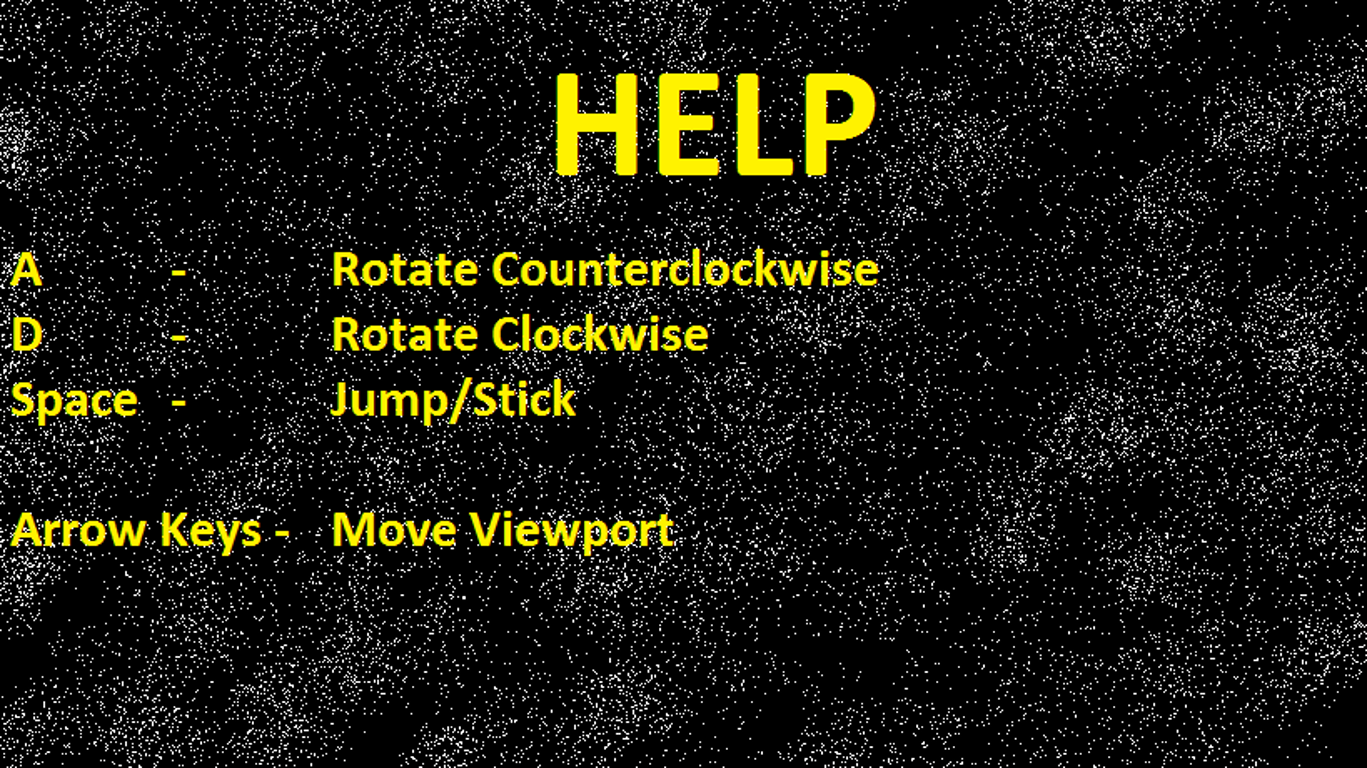 HELP
A - Rotate Counterclockwise
D - Rotate Clockwise
Space - Jump/Stick
Arrow Keys - Move Viewport